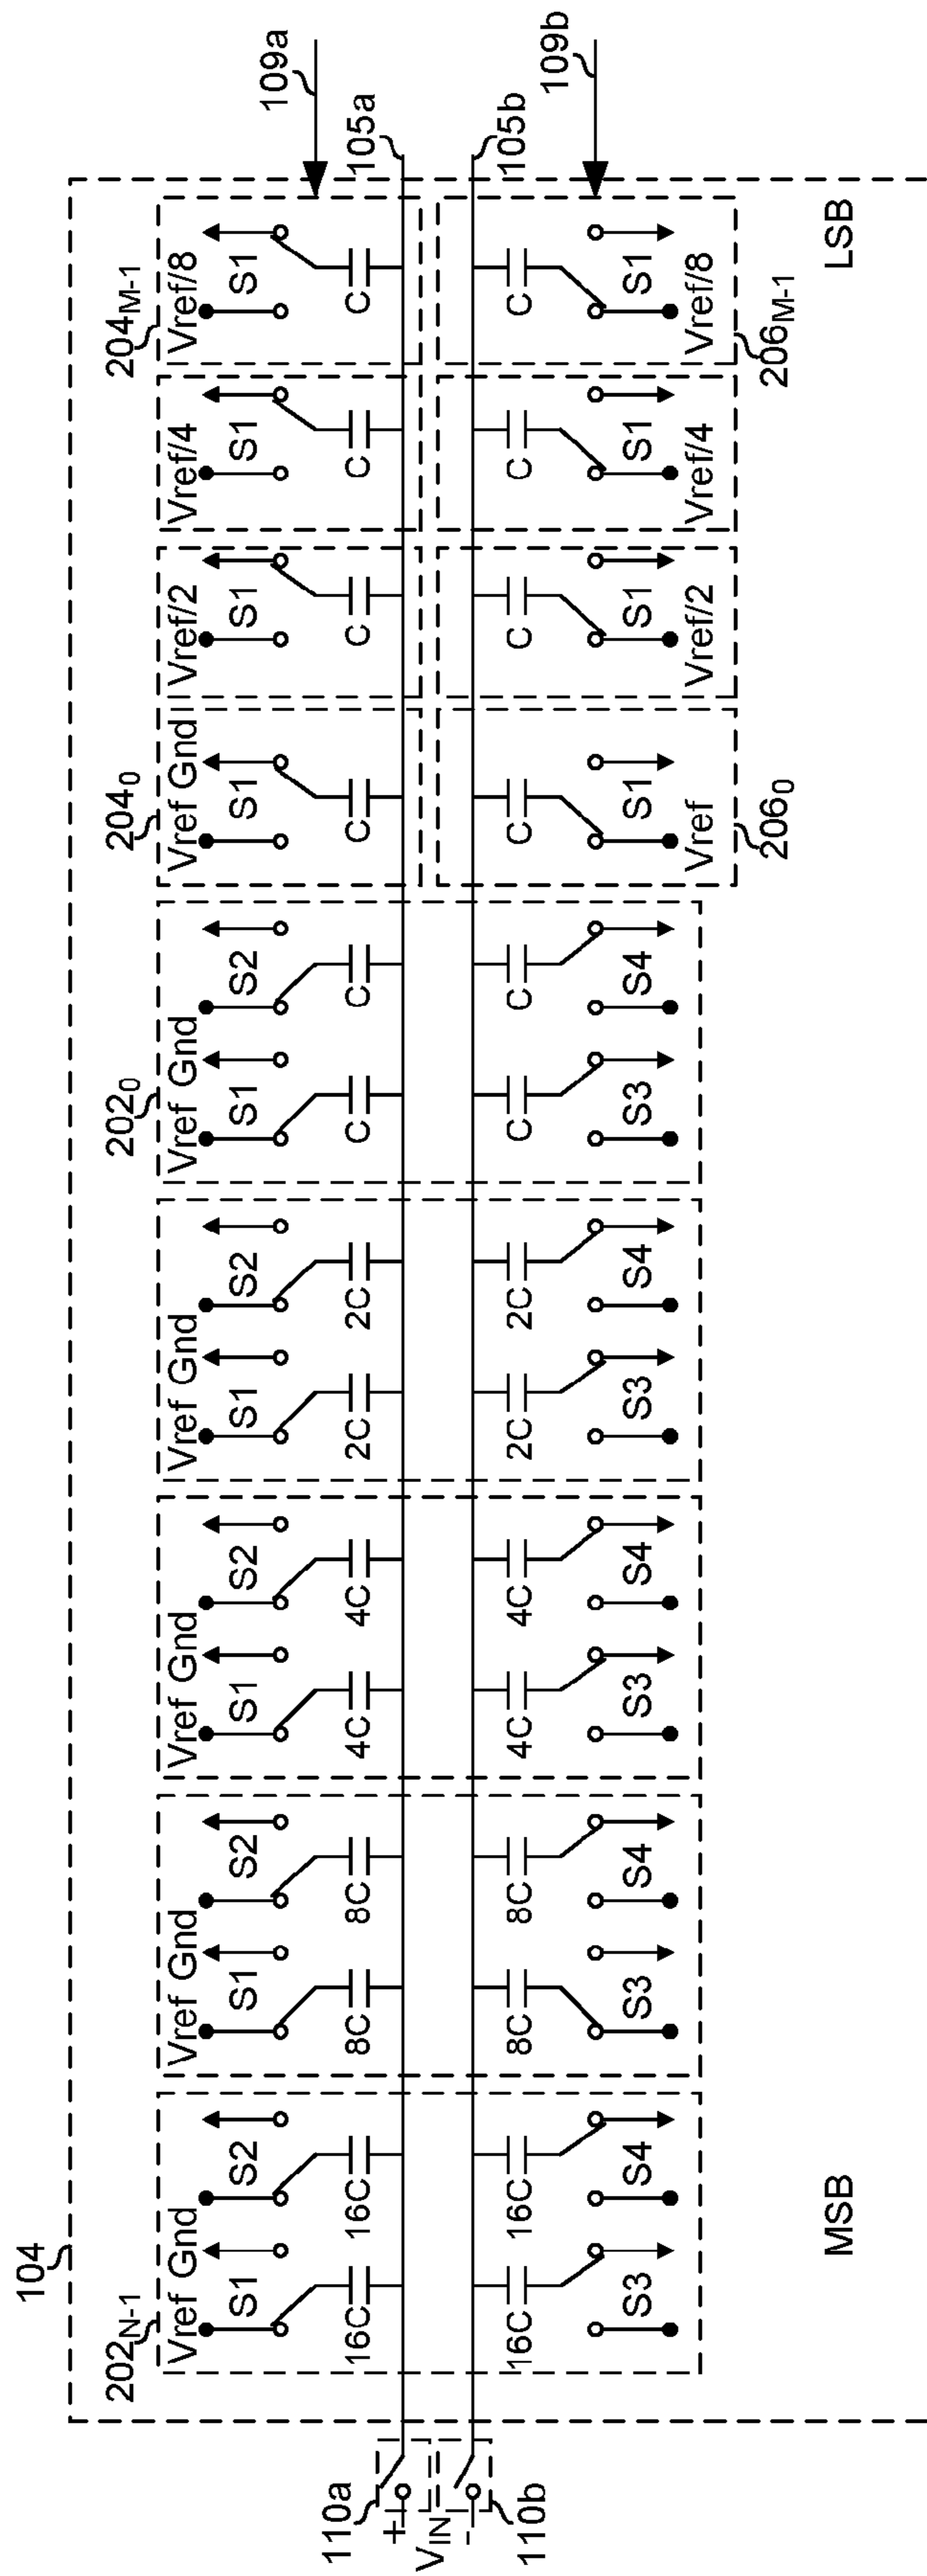 104
202N-1 2020 2040 204M-1
Vref Gnd Vref Gnd Vref Gnd Vref Gnd Vref Gnd Vref Gnd Vref/2 Vref/4 Vref/8
109a
S1 S2 S1 S2 S1 S2 S1 S2 S1 S2 S1 S1 S1 S1
16C 16C 8C 8C 4C 4C 2C 2C C C C C C C
105a
110a
+
VIN
-
110b
105b
16C 16C 8C 8C 4C 4C 2C 2C C C C C C C
109b
S3 S4 S3 S4 S3 S4 S3 S4 S3 S4 S1 S1 S1 S1
Vref Vref/2 Vref/4 Vref/8
2060 206M-1
MSB LSB